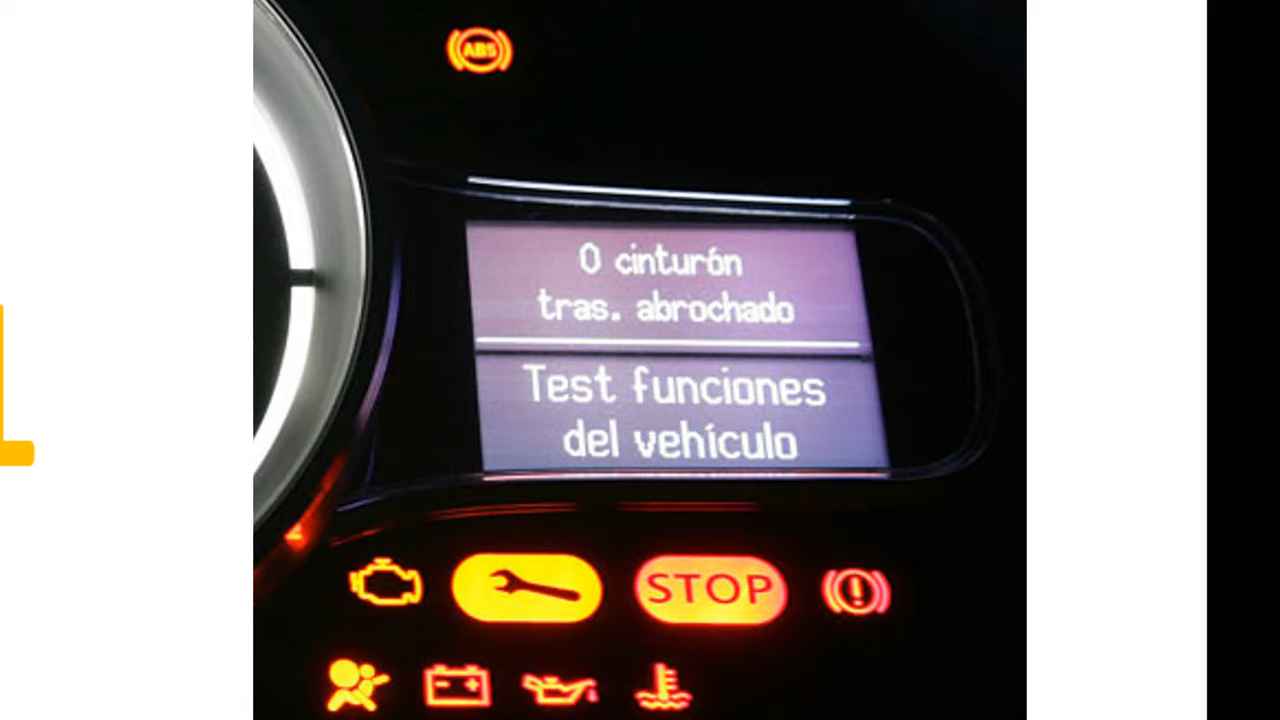 ABS
0 cinturón
tras. abrochado
Test funciones
del vehículo
STOP